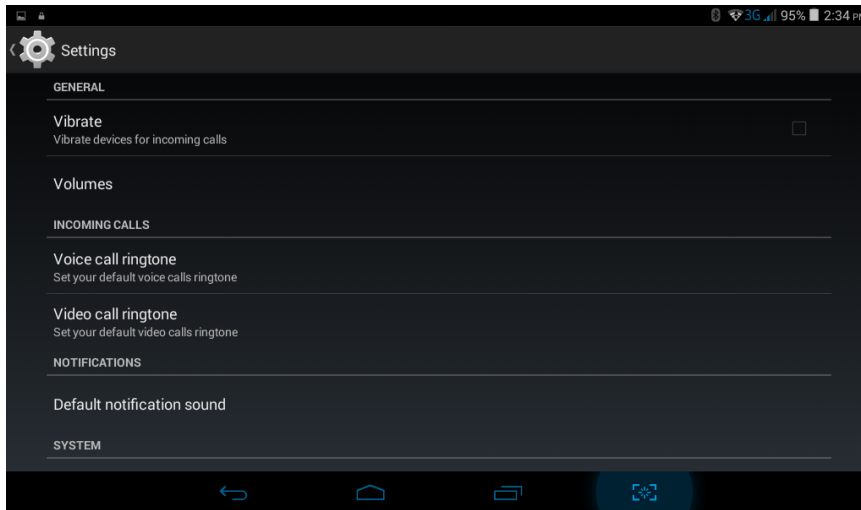 3G 95% 2:34 PM
Settings
GENERAL
Vibrate
Vibrate devices for incoming calls
Volumes
INCOMING CALLS
Voice call ringtone
Set your default voice calls ringtone
Video call ringtone
Set your default video calls ringtone
NOTIFICATIONS
Default notification sound
SYSTEM